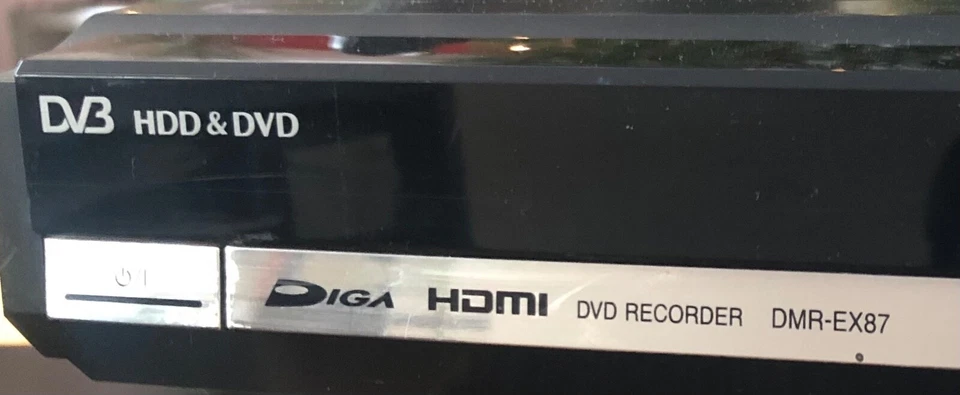 DVB HDD & DVD
DIGA HDMI DVD RECORDER DMR-EX87